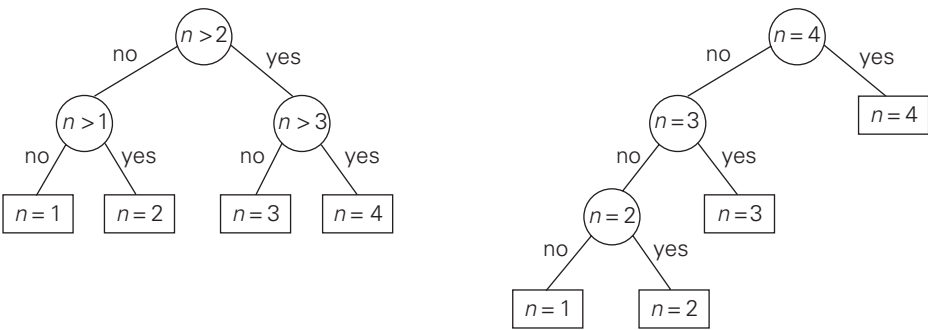 n > 2
no
yes
n > 1
n > 3
no
yes
no
yes
n = 1
n = 2
n = 3
n = 4
n = 4
no
yes
n = 3
n = 4
no
yes
n = 2
n = 3
no
yes
n = 1
n = 2